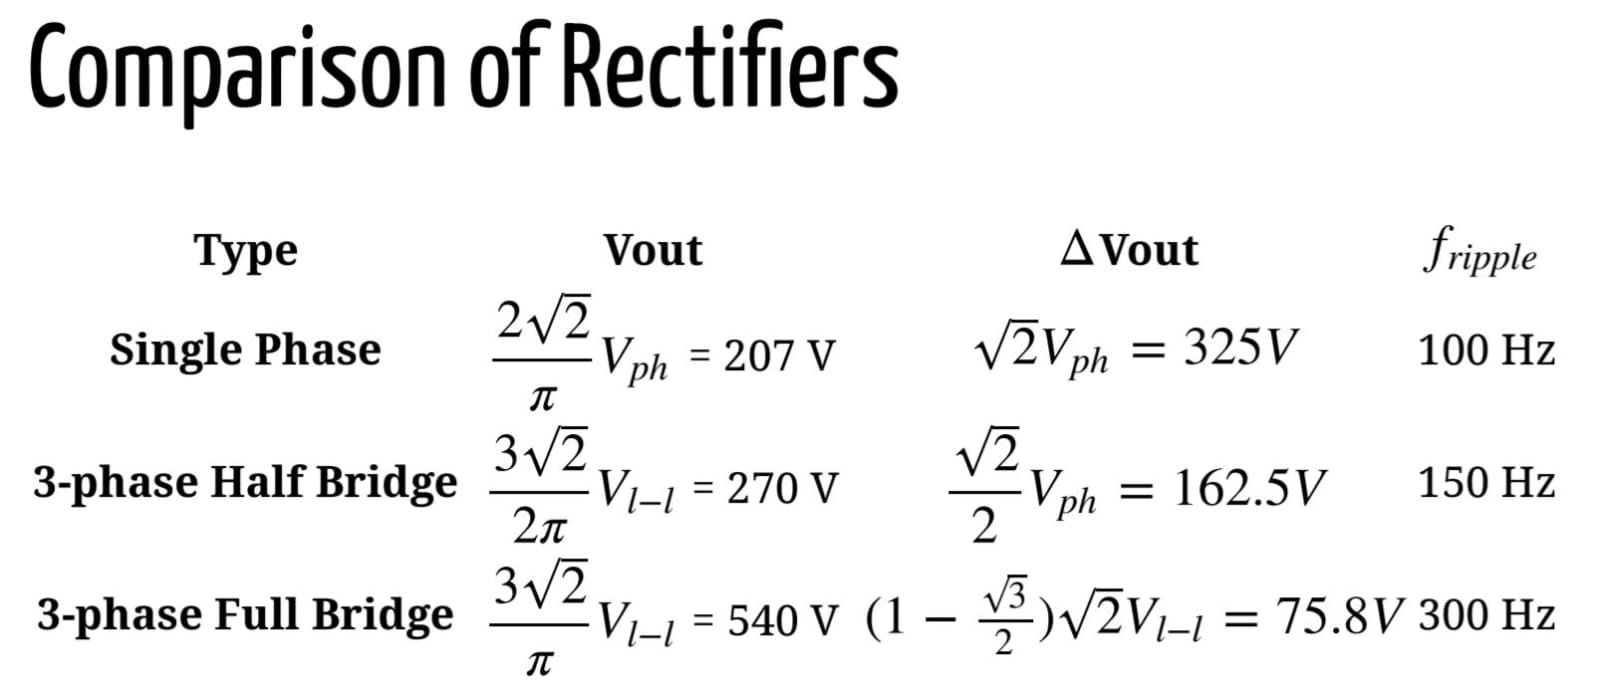 Comparison of Rectifiers
Type Vout ΔVout f_ripple
Single Phase 2√2/π V_ph = 207 V √2V_ph = 325V 100 Hz
3-phase Half Bridge 3√2/2π V_l−l = 270 V √2/2 V_ph = 162.5V 150 Hz
3-phase Full Bridge 3√2/π V_l−l = 540 V (1 − √3/2)√2V_l−l = 75.8V 300 Hz